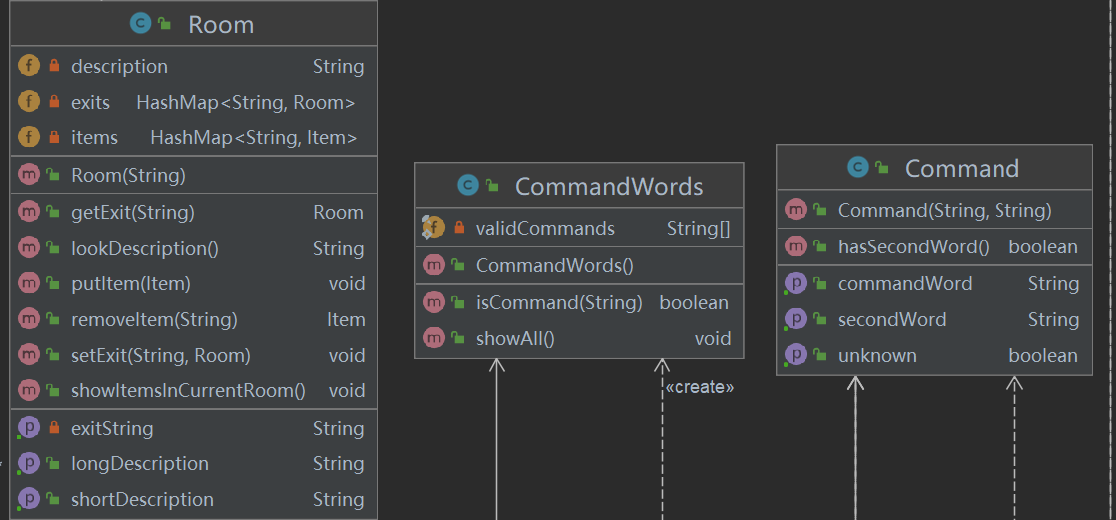 Room
description String
exits HashMap<String, Room>
items HashMap<String, Item>
Room(String)
getExit(String) Room
lookDescription() String
putItem(Item) void
removeItem(String) Item
setExit(String, Room) void
showItemsInCurrentRoom() void
exitString String
longDescription String
shortDescription String
CommandWords
validCommands String[]
CommandWords()
isCommand(String) boolean
showAll() void
«create»
Command
Command(String, String)
hasSecondWord() boolean
commandWord String
secondWord String
unknown boolean